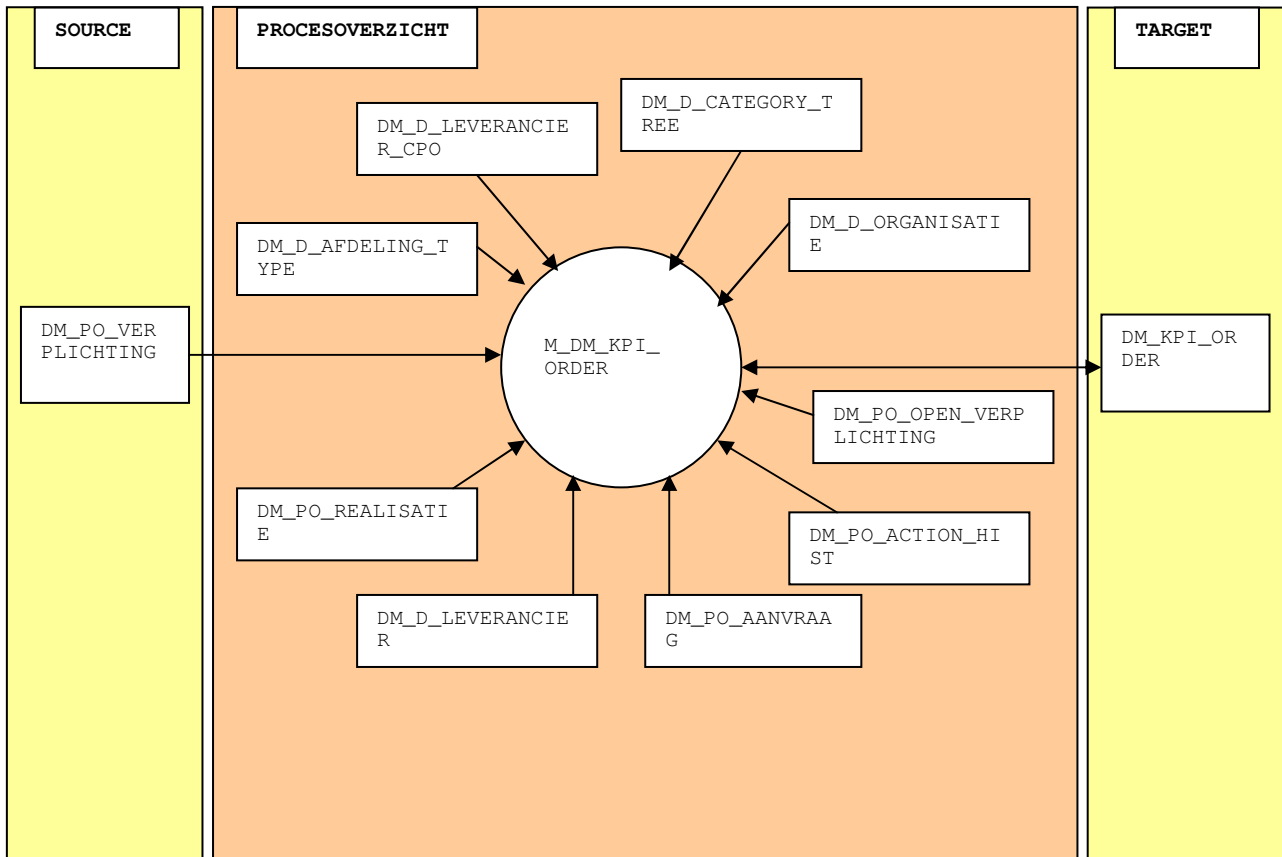 SOURCE
PROCESOVERZICHT
TARGET
DM_D_CATEGORY_T
REE
DM_D_LEVERANCIE
R_CPO
DM_D_ORGANISATI
E
DM_D_AFDELING_T
YPE
DM_PO_VER
PLICHTING
M_DM_KPI_
ORDER
DM_KPI_OR
DER
DM_PO_OPEN_VERP
LICHTING
DM_PO_REALISATI
E
DM_PO_ACTION_HI
ST
DM_D_LEVERANCIE
R
DM_PO_AANVRAA
G